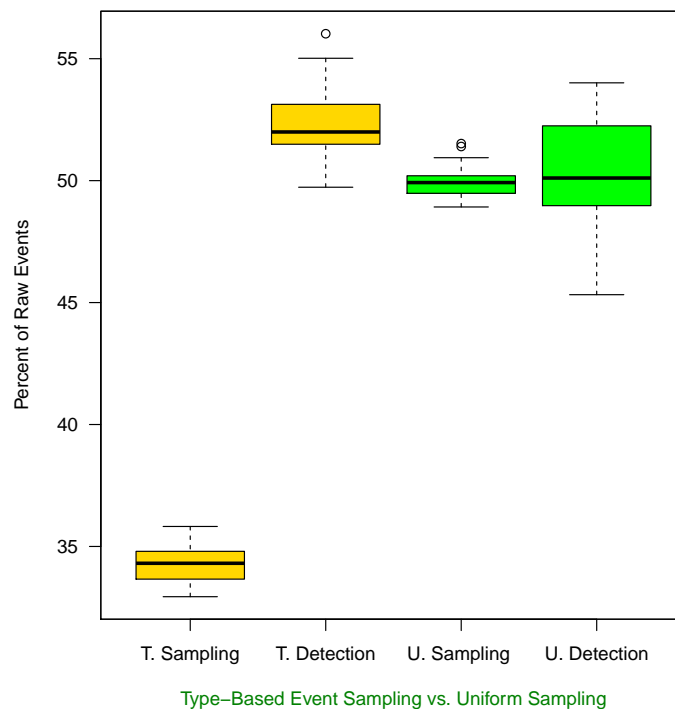 Percent of Raw Events
55
50
45
40
35
T. Sampling
T. Detection
U. Sampling
U. Detection
Type−Based Event Sampling vs. Uniform Sampling